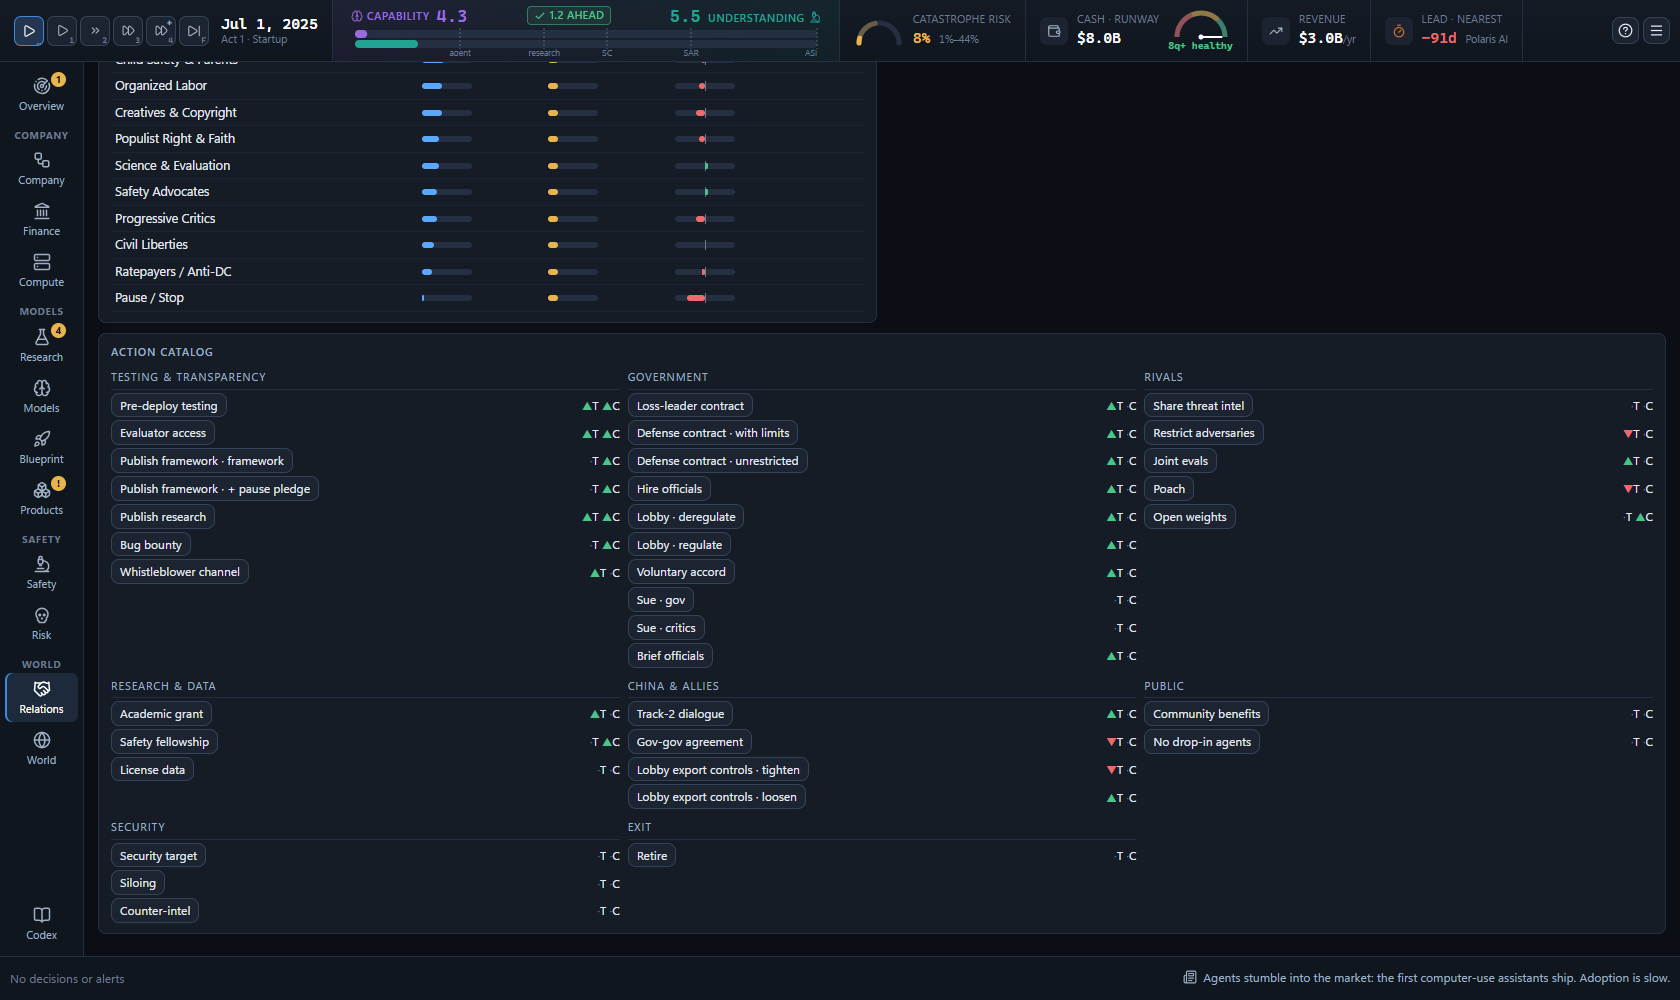 1
2
3
4
F
Jul 1, 2025
Act 1 · Startup
CAPABILITY 4.3
✓ 1.2 AHEAD
5.5 UNDERSTANDING
agent
research
SC
SAR
ASI
CATASTROPHE RISK
8% 1%–44%
CASH · RUNWAY
$8.0B
8q+ healthy
REVENUE
$3.0B/yr
LEAD · NEAREST
−91d Polaris AI
1
Overview
COMPANY
Company
Finance
Compute
MODELS
4
Research
Models
Blueprint
!
Products
SAFETY
Safety
Risk
WORLD
Relations
World
Codex
Child Safety & Parents
Organized Labor
Creatives & Copyright
Populist Right & Faith
Science & Evaluation
Safety Advocates
Progressive Critics
Civil Liberties
Ratepayers / Anti-DC
Pause / Stop
ACTION CATALOG
TESTING & TRANSPARENCY
Pre-deploy testing ▲T ▲C
Evaluator access ▲T ▲C
Publish framework · framework ·T ▲C
Publish framework · + pause pledge ·T ▲C
Publish research ▲T ▲C
Bug bounty ·T ▲C
Whistleblower channel ▲T ·C
GOVERNMENT
Loss-leader contract ▲T ·C
Defense contract · with limits ▲T ·C
Defense contract · unrestricted ▲T ·C
Hire officials ▲T ·C
Lobby · deregulate ▲T ·C
Lobby · regulate ▲T ·C
Voluntary accord ▲T ·C
Sue · gov ·T ·C
Sue · critics ·T ·C
Brief officials ▲T ·C
RIVALS
Share threat intel ·T ·C
Restrict adversaries ▼T ·C
Joint evals ▲T ·C
Poach ▼T ·C
Open weights ·T ▲C
RESEARCH & DATA
Academic grant ▲T ·C
Safety fellowship ·T ▲C
License data ·T ·C
CHINA & ALLIES
Track-2 dialogue ▲T ·C
Gov-gov agreement ▼T ·C
Lobby export controls · tighten ▼T ·C
Lobby export controls · loosen ▲T ·C
PUBLIC
Community benefits ·T ·C
No drop-in agents ·T ·C
SECURITY
Security target ·T ·C
Siloing ·T ·C
Counter-intel ·T ·C
EXIT
Retire ·T ·C
No decisions or alerts
Agents stumble into the market: the first computer-use assistants ship. Adoption is slow.